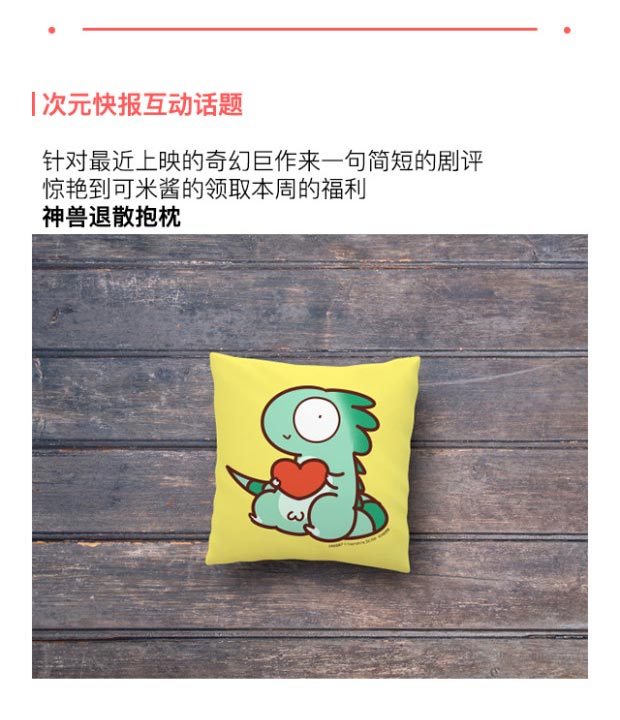 次元快报互动话题
针对最近上映的奇幻巨作来一句简短的剧评
惊艳到可米酱的领取本周的福利
神兽退散抱枕